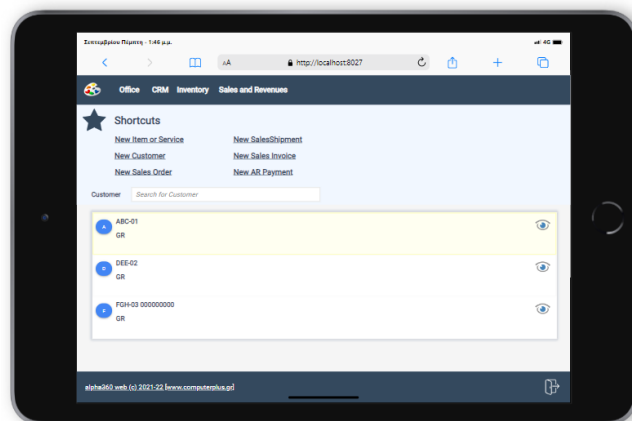 Σεπτεμβρίου Πέμπτη - 1:46 μ.μ.
4G
AA http://localhost:8027
Office CRM Inventory Sales and Revenues
Shortcuts
New Item or Service New SalesShipment
New Customer New Sales Invoice
New Sales Order New AR Payment
Customer Search for Customer
A ABC-01
GR
D DEE-02
GR
F FGH-03 000000000
GR
alpha360 web (c) 2021-22 [www.computerplus.gr]